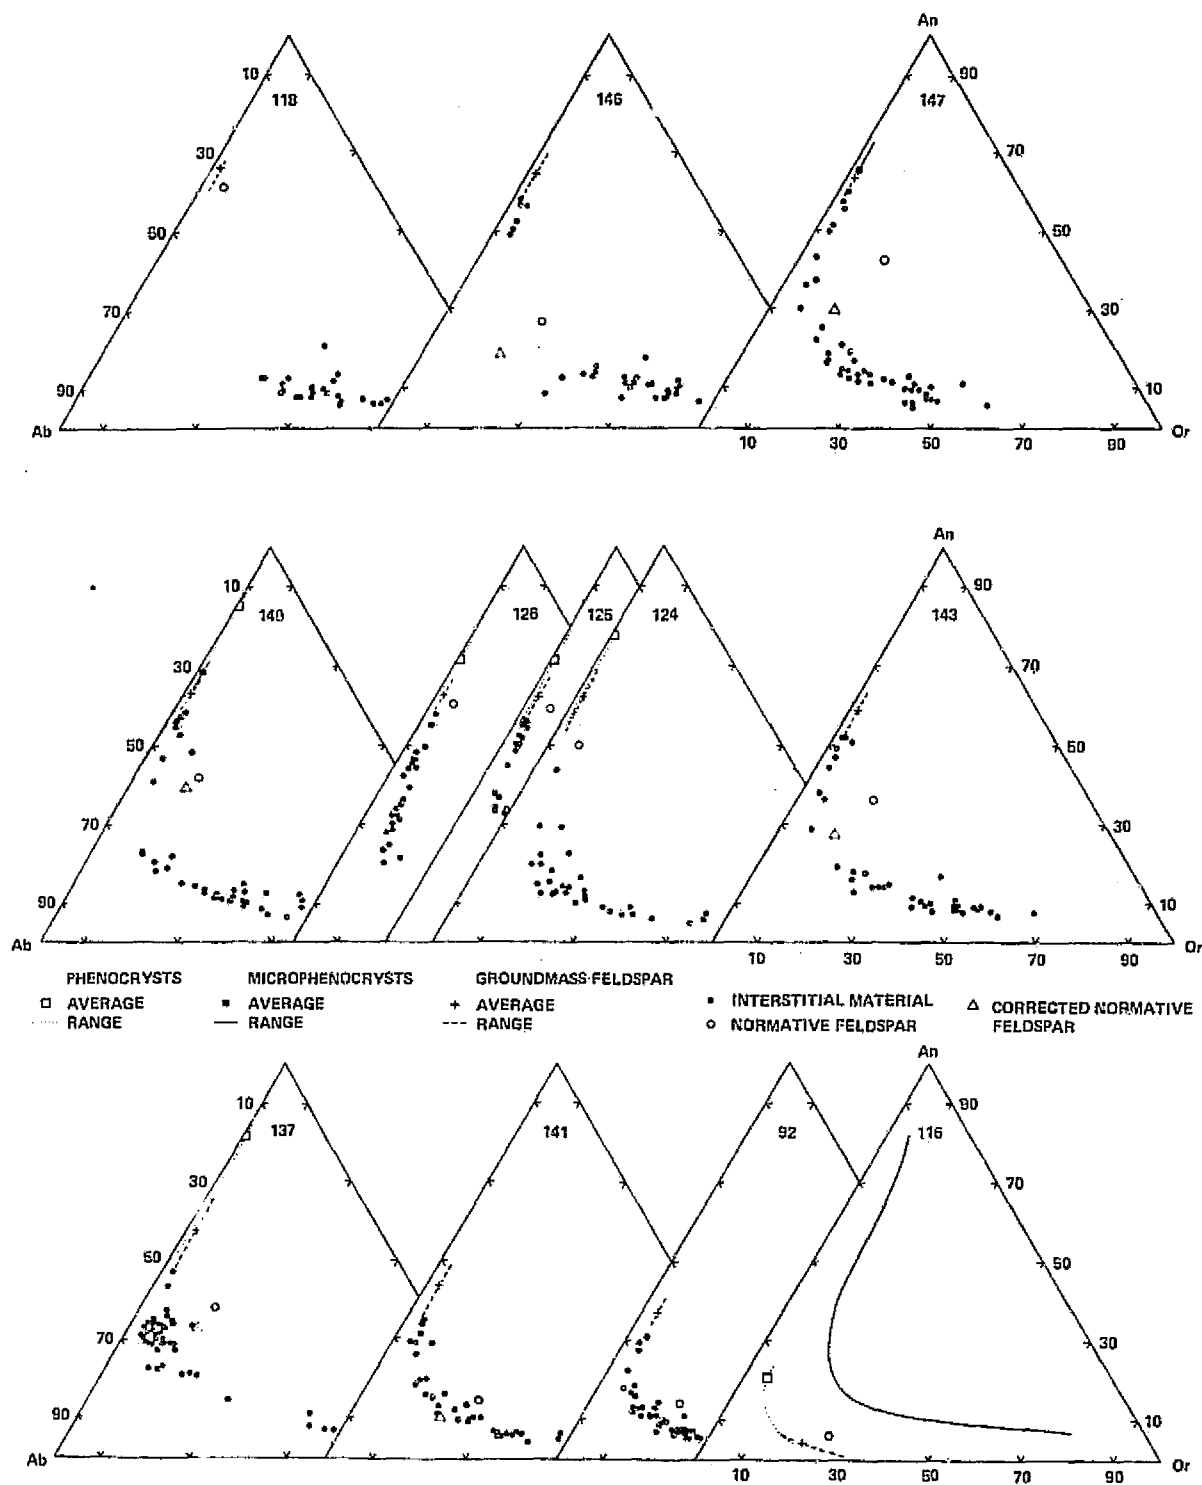 An
10 90
118 146 147
30 70
50 50
70 30
90 10
Ab Or
10 30 50 70 90
An
10 90
140 126 125 124 143
30 70
50 50
70 30
90 10
Ab Or
10 30 50 70 90
PHENOCRYSTS MICROPHENOCRYSTS GROUNDMASS FELDSPAR
AVERAGE AVERAGE AVERAGE INTERSTITIAL MATERIAL CORRECTED NORMATIVE
RANGE RANGE RANGE NORMATIVE FELDSPAR FELDSPAR
An
10 90
137 141 92 116
30 70
50 50
70 30
90 10
Ab Or
10 30 50 70 90